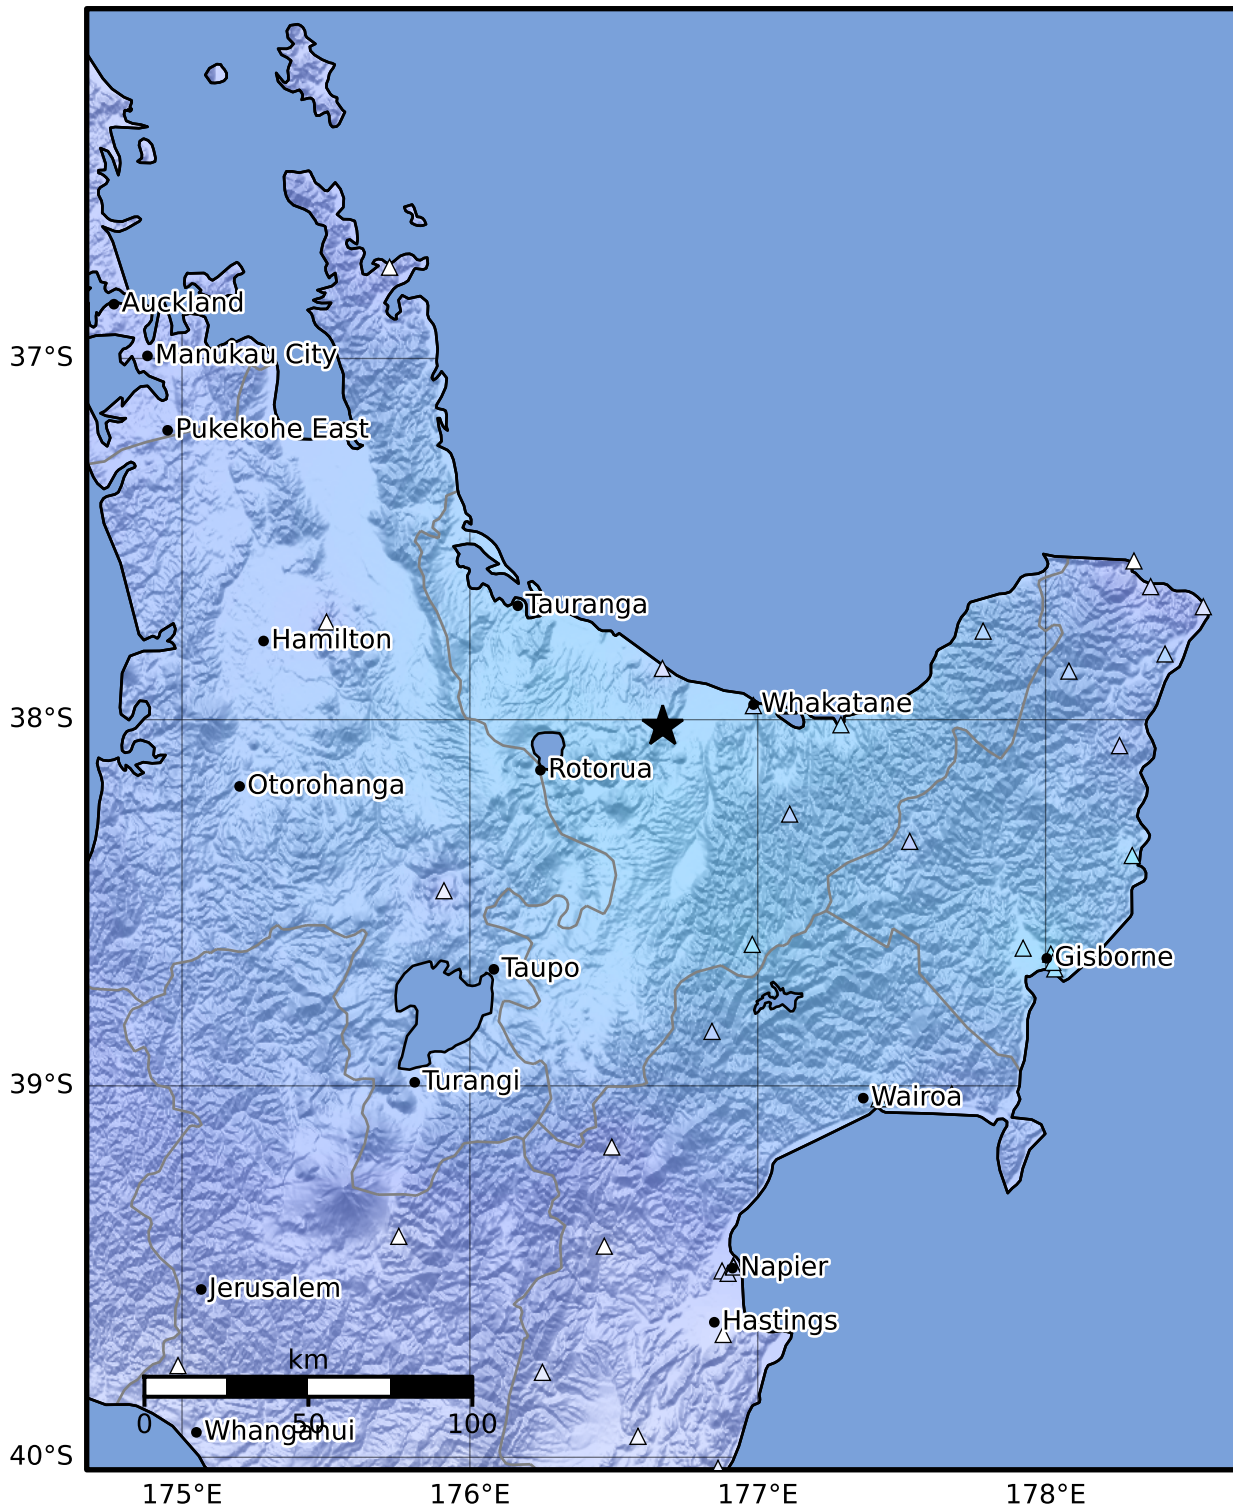 Auckland
37°S
Manukau City
Pukekohe East
Tauranga
Hamilton
Whakatane
38°S
Rotorua
Otorohanga
Gisborne
Taupo
Turangi
39°S
Wairoa
Napier
Jerusalem
Hastings
km
0 50 100
Whanganui
40°S
175°E 176°E 177°E 178°E